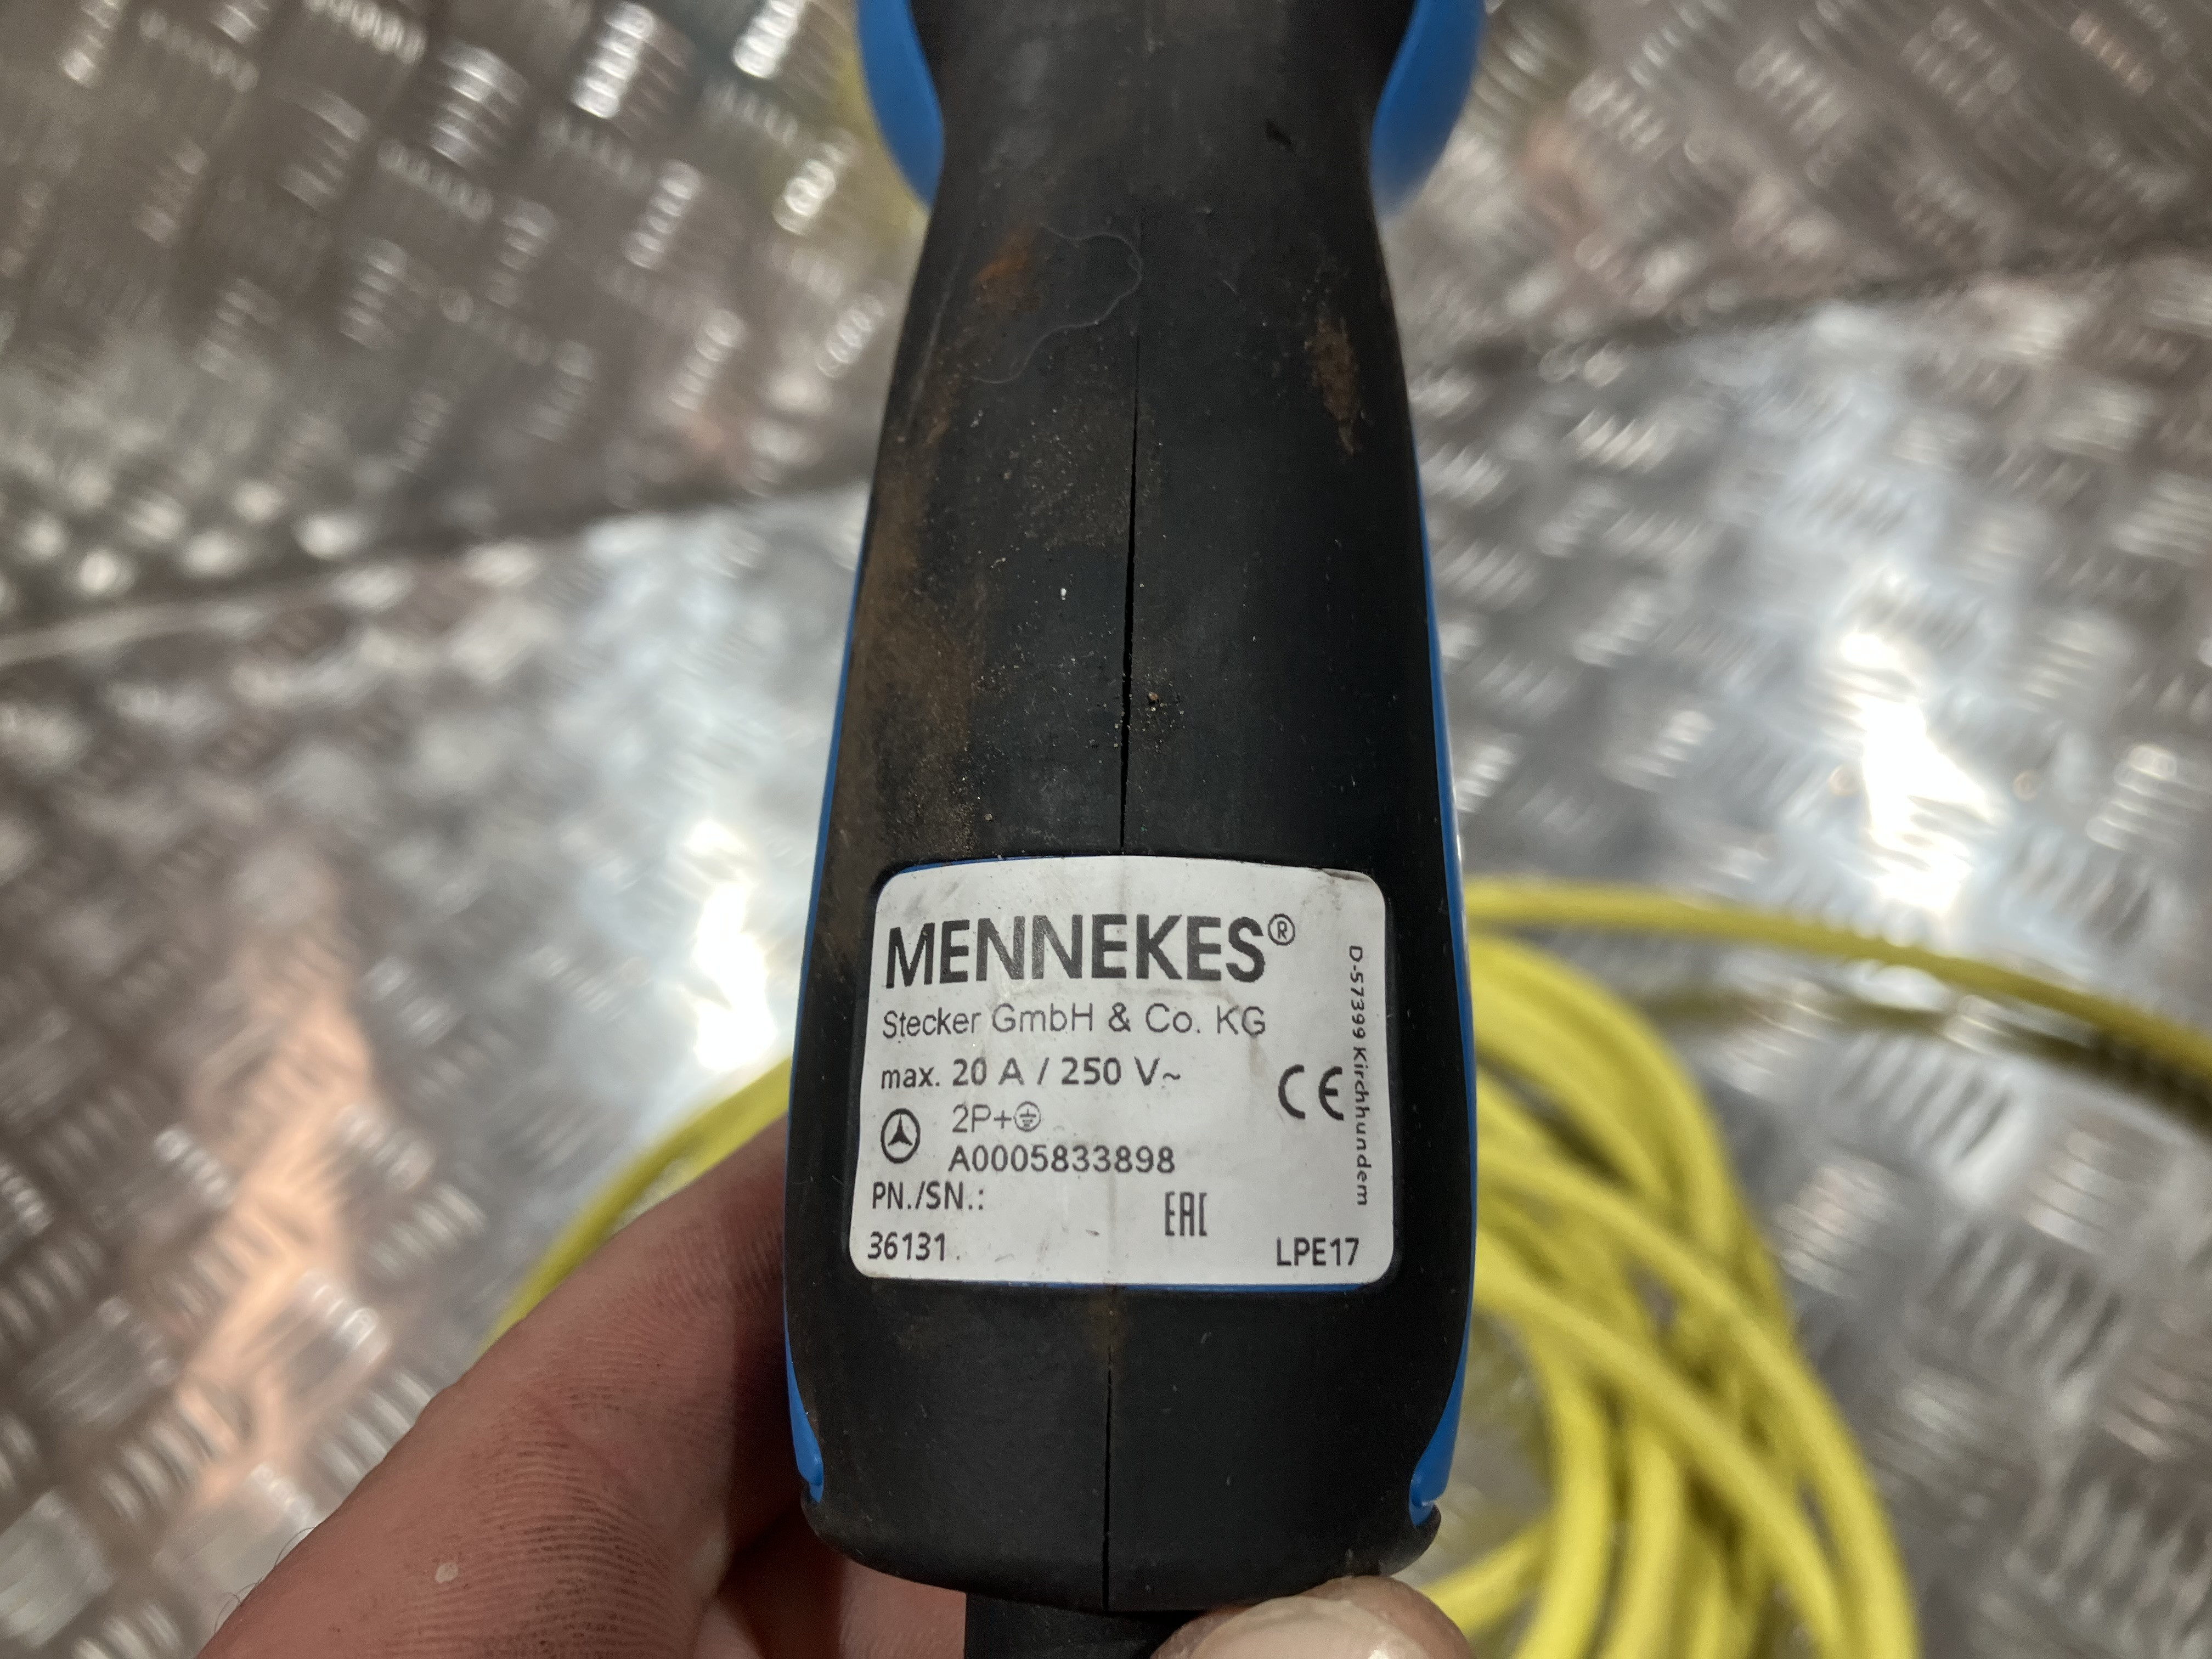 MENNEKES®
Stecker GmbH & Co. KG
max. 20 A / 250 V~
2P+
A0005833898
PN./SN.:
36131
EAC
LPE17
CE
D-57399 Kirchhundem